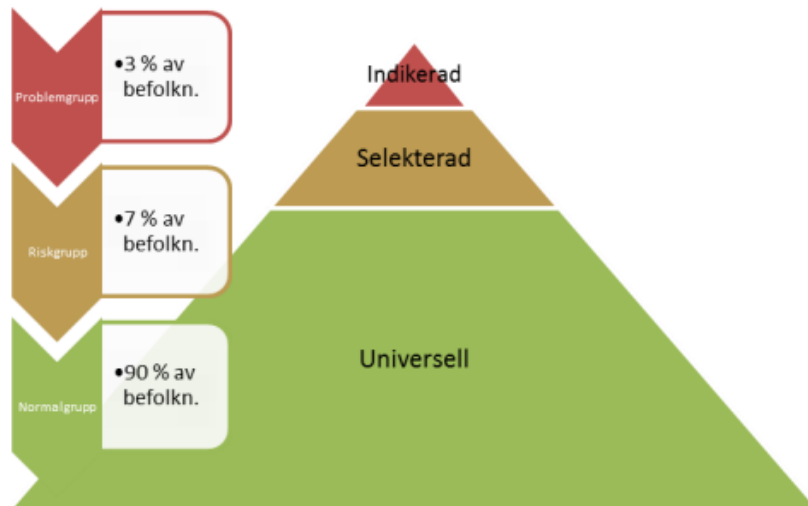 Problemgrupp
•3 % av
befolkn.
Riskgrupp
•7 % av
befolkn.
Normalgrupp
•90 % av
befolkn.
Indikerad
Selekterad
Universell